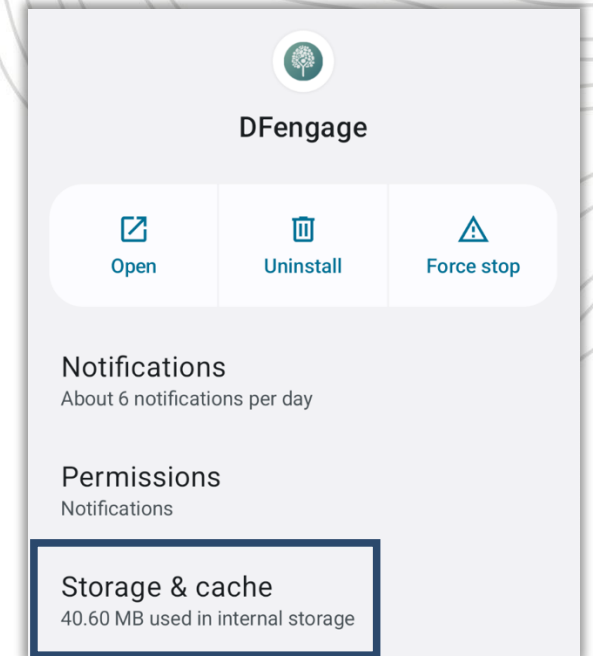 DFengage
Open
Uninstall
Force stop
Notifications
About 6 notifications per day
Permissions
Notifications
Storage & cache
40.60 MB used in internal storage